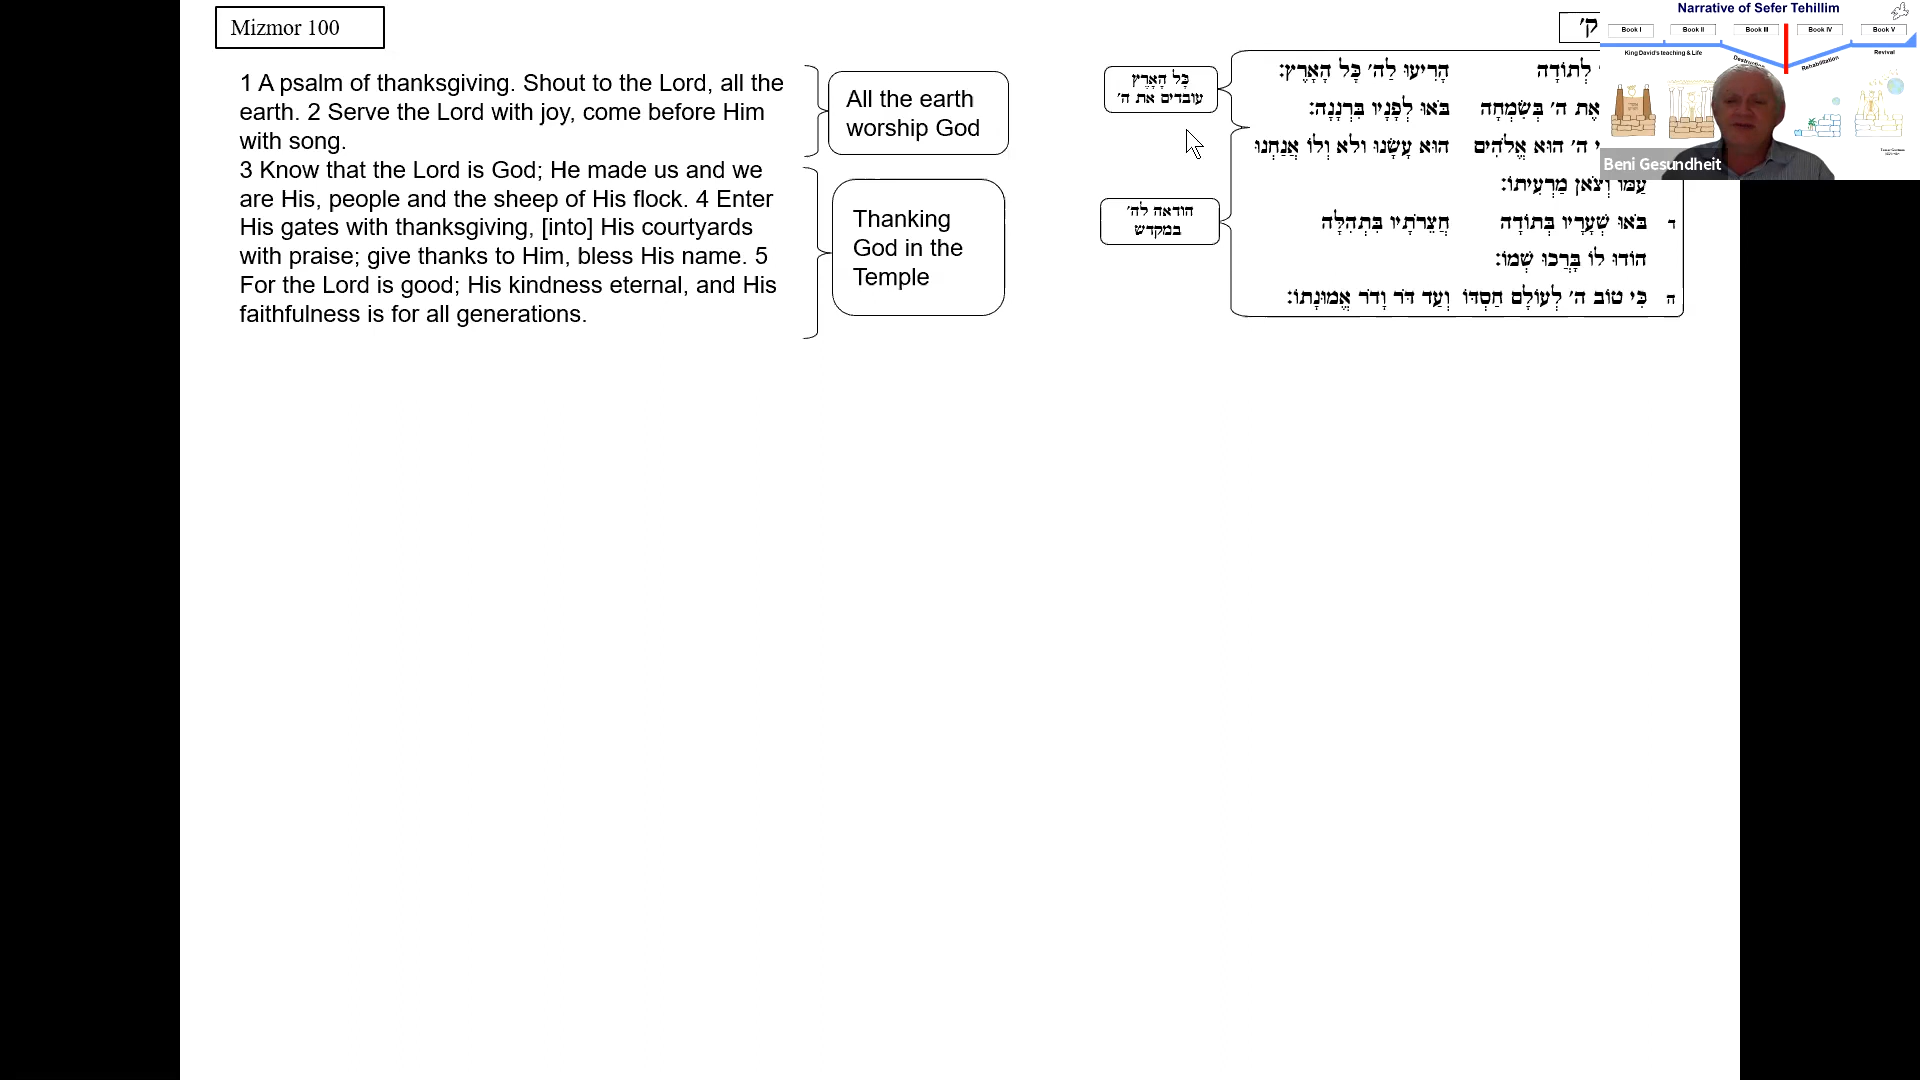 Mizmor 100
1 A psalm of thanksgiving. Shout to the Lord, all the
earth. 2 Serve the Lord with joy, come before Him
with song.
3 Know that the Lord is God; He made us and we
are His, people and the sheep of His flock. 4 Enter
His gates with thanksgiving, [into] His courtyards
with praise; give thanks to Him, bless His name. 5
For the Lord is good; His kindness eternal, and His
faithfulness is for all generations.
All the earth
worship God
Thanking
God in the
Temple
כָּל הָאָרֶץ
עובדים את ה׳
הודאה לה׳
במקדש
ק׳
לְתוֹדָה הָרִיעוּ לַה׳ כָּל הָאָרֶץ:
אֶת ה׳ בְּשִׂמְחָה בֹּאוּ לְפָנָיו בִּרְנָנָה:
ה׳ הוּא אֱלֹהִים הוּא עָשָׂנוּ ולא וְלוֹ אֲנַחְנוּ
עַמּוֹ וְצֹאן מַרְעִיתוֹ:
ד בֹּאוּ שְׁעָרָיו בְּתוֹדָה חֲצֵרֹתָיו בִּתְהִלָּה
הוֹדוּ לוֹ בָּרֲכוּ שְׁמוֹ:
ה כִּי טוֹב ה׳ לְעוֹלָם חַסְדּוֹ וְעַד דֹּר וָדֹר אֱמוּנָתוֹ:
Narrative of Sefer Tehillim
Book I Book II Book III Book IV Book V
King David's teaching & Life
Rehabilitation
Revival
Beni Gesundheit